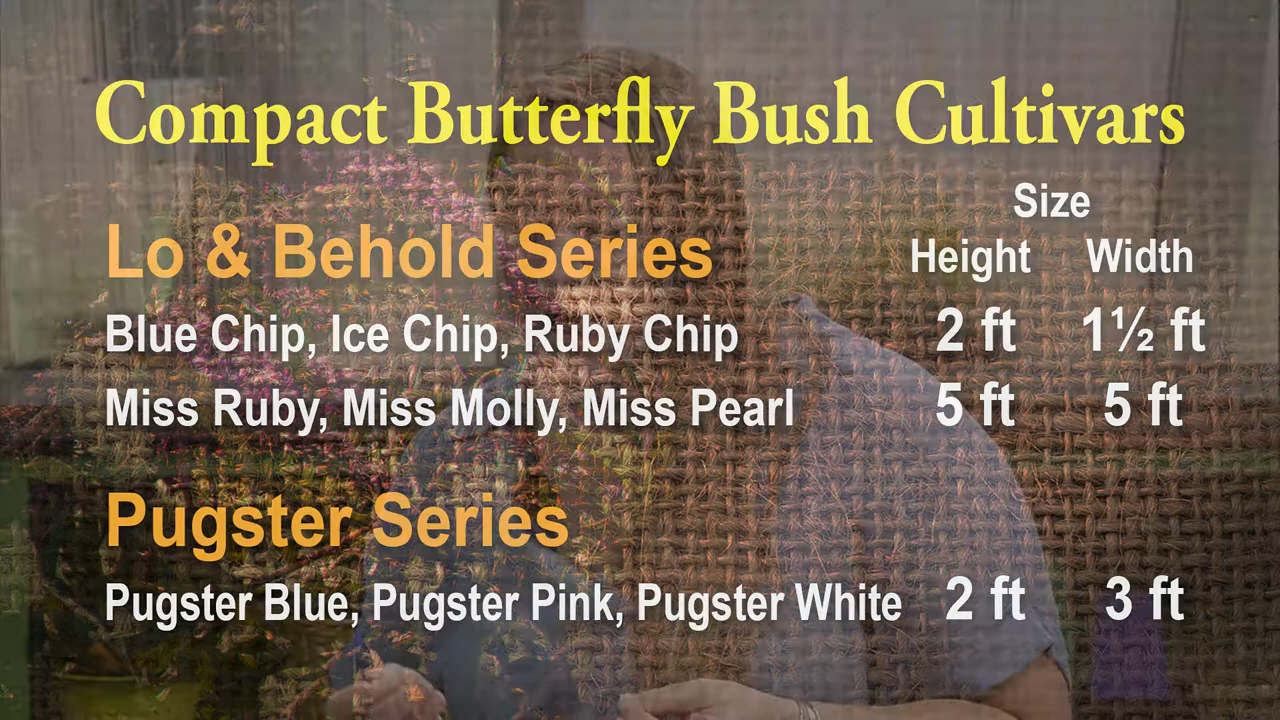 Compact Butterfly Bush Cultivars
Size
Lo & Behold Series Height Width
Blue Chip, Ice Chip, Ruby Chip 2 ft 1½ ft
Miss Ruby, Miss Molly, Miss Pearl 5 ft 5 ft
Pugster Series
Pugster Blue, Pugster Pink, Pugster White 2 ft 3 ft